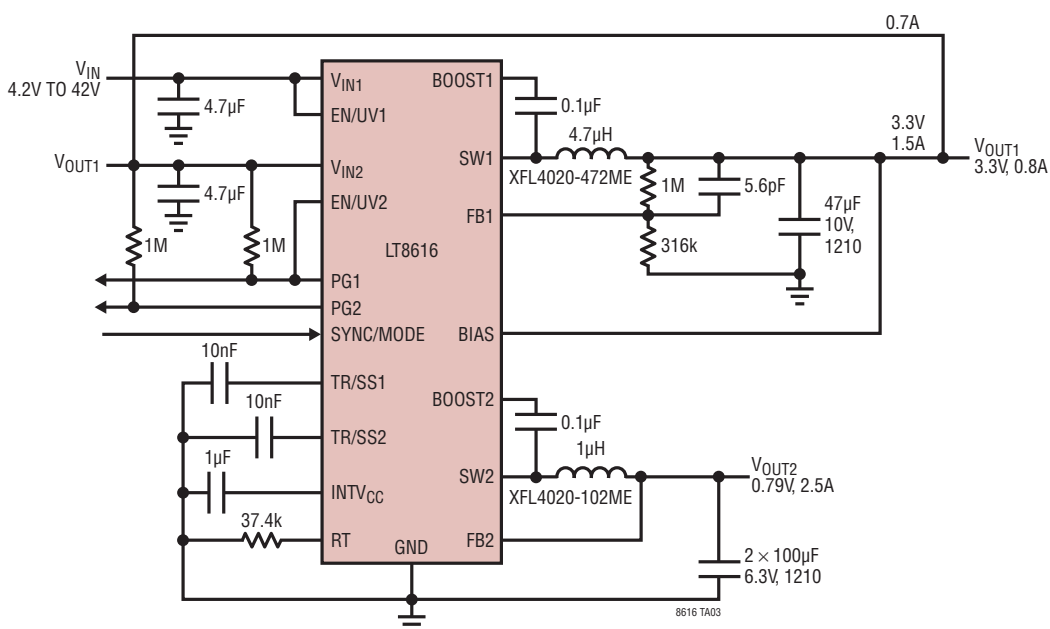 0.7A
VIN
4.2V TO 42V
4.7µF
VIN1
EN/UV1
BOOST1
0.1µF
4.7µH
XFL4020-472ME
SW1
3.3V
1.5A
VOUT1
3.3V, 0.8A
VOUT1
4.7µF
VIN2
EN/UV2
1M
1M
LT8616
FB1
1M
5.6pF
316k
47µF
10V,
1210
PG1
PG2
SYNC/MODE
BIAS
10nF
TR/SS1
10nF
TR/SS2
1µF
INTVCC
37.4k
RT
GND
BOOST2
0.1µF
1µH
XFL4020-102ME
SW2
FB2
VOUT2
0.79V, 2.5A
2 × 100µF
6.3V, 1210
8616 TA03